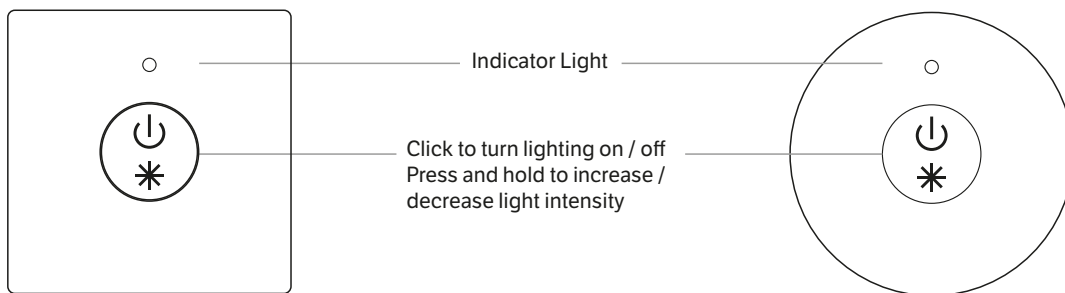 Indicator Light
Click to turn lighting on / off
Press and hold to increase /
decrease light intensity